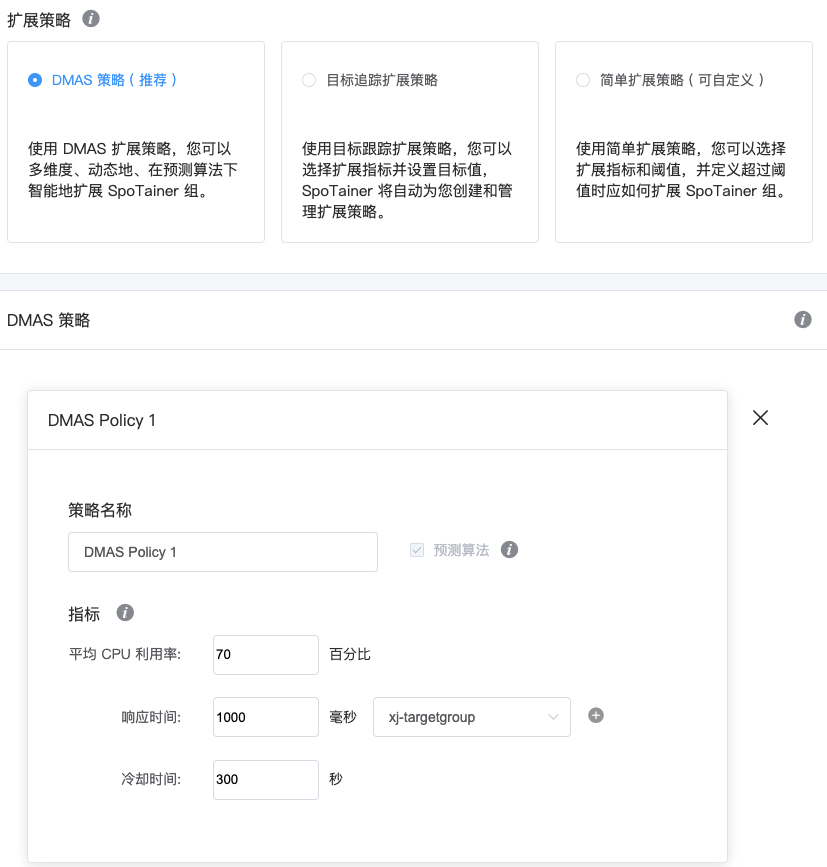 扩展策略
DMAS 策略（推荐）
使用 DMAS 扩展策略，您可以
多维度、动态地、在预测算法下
智能地扩展 SpoTainer 组。
目标追踪扩展策略
使用目标跟踪扩展策略，您可以
选择扩展指标并设置目标值，
SpoTainer 将自动为您创建和管
理扩展策略。
简单扩展策略（可自定义）
使用简单扩展策略，您可以选择
扩展指标和阈值，并定义超过阈
值时应如何扩展 SpoTainer 组。
DMAS 策略
DMAS Policy 1
策略名称
DMAS Policy 1
预测算法
指标
平均 CPU 利用率: 70 百分比
响应时间: 1000 毫秒 xj-targetgroup
冷却时间: 300 秒